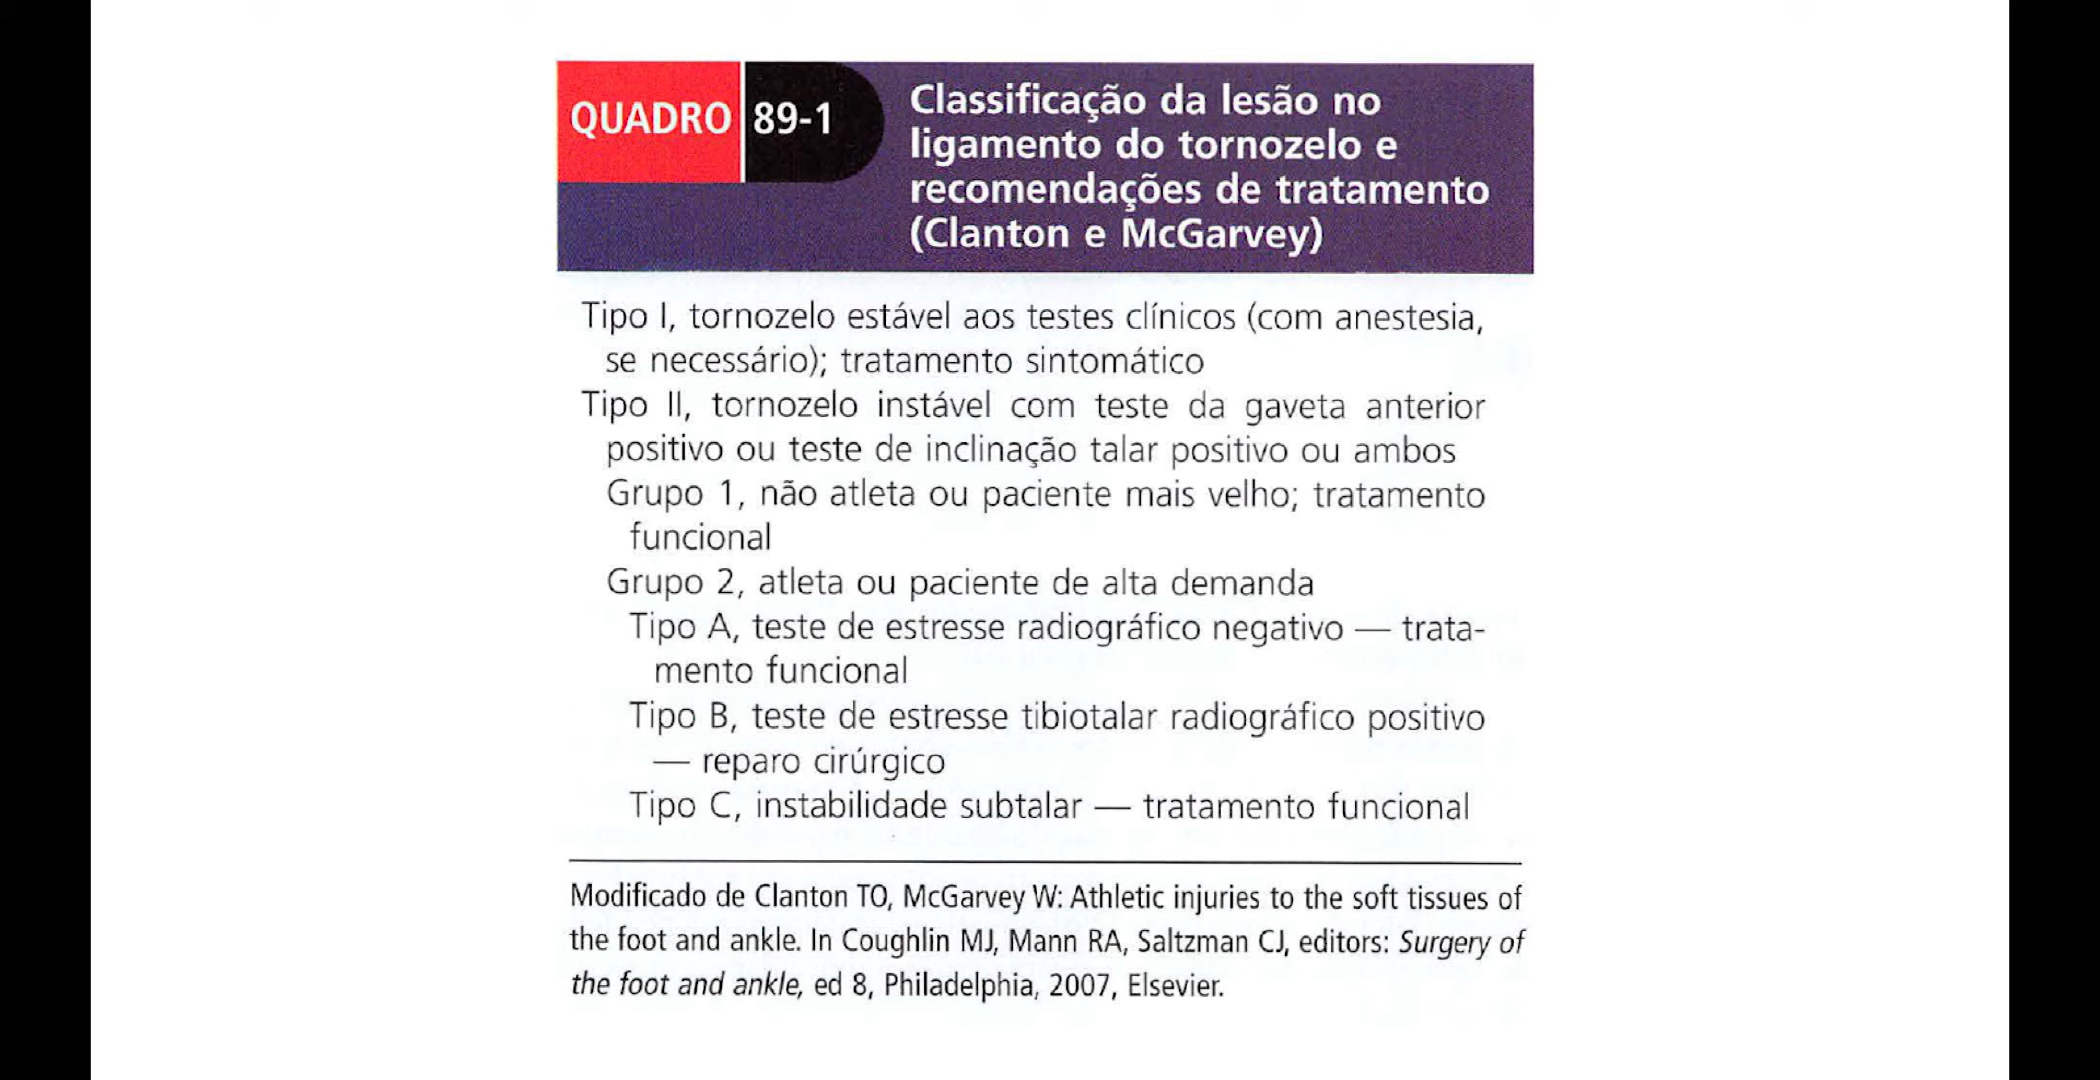 QUADRO 89-1
Classificação da lesão no
ligamento do tornozelo e
recomendações de tratamento
(Clanton e McGarvey)
Tipo I, tornozelo estável aos testes clínicos (com anestesia,
se necessário); tratamento sintomático
Tipo II, tornozelo instável com teste da gaveta anterior
positivo ou teste de inclinação talar positivo ou ambos
Grupo 1, não atleta ou paciente mais velho; tratamento
funcional
Grupo 2, atleta ou paciente de alta demanda
Tipo A, teste de estresse radiográfico negativo — trata-
mento funcional
Tipo B, teste de estresse tibiotalar radiográfico positivo
— reparo cirúrgico
Tipo C, instabilidade subtalar — tratamento funcional
Modificado de Clanton TO, McGarvey W: Athletic injuries to the soft tissues of
the foot and ankle. In Coughlin MJ, Mann RA, Saltzman CJ, editors: Surgery of
the foot and ankle, ed 8, Philadelphia, 2007, Elsevier.